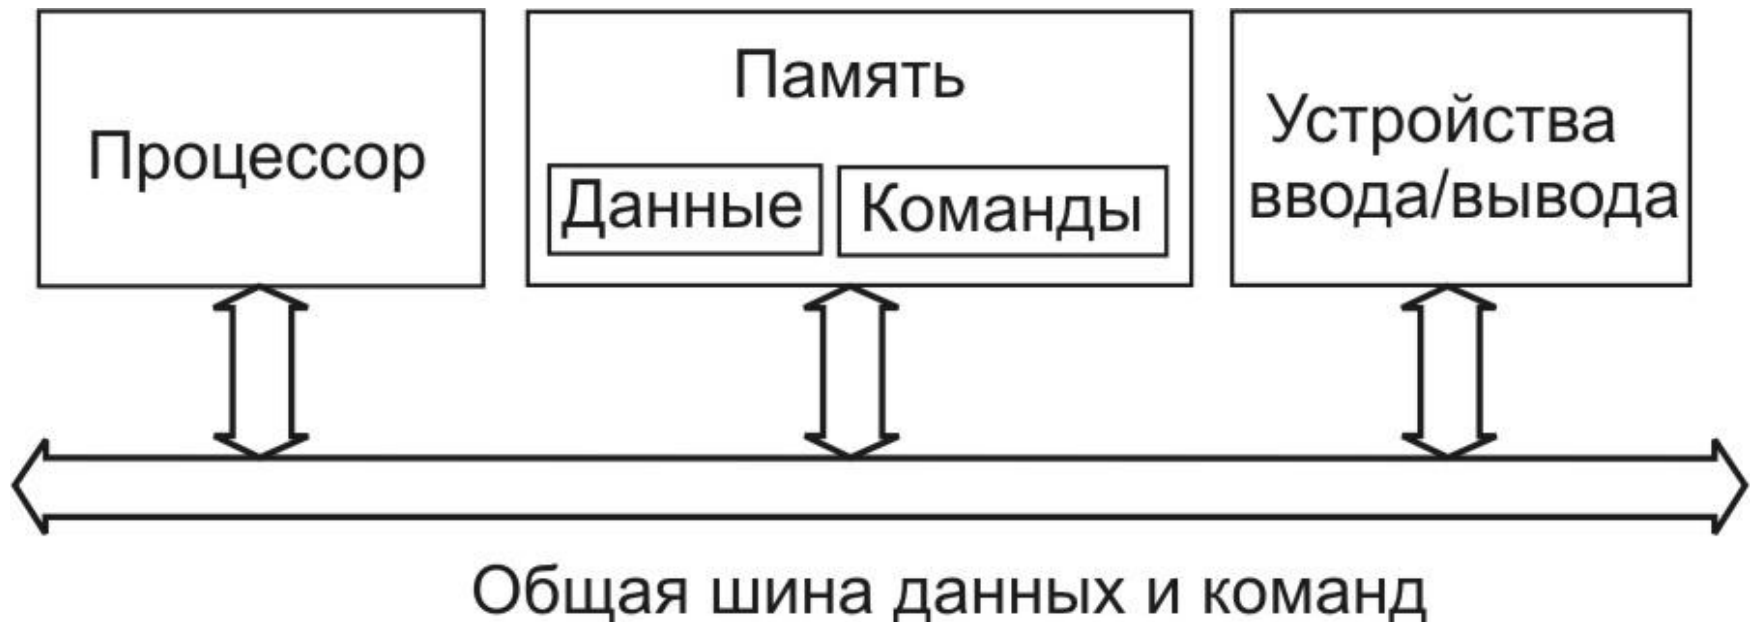 Процессор
Память
Данные
Команды
Устройства
ввода/вывода
Общая шина данных и команд